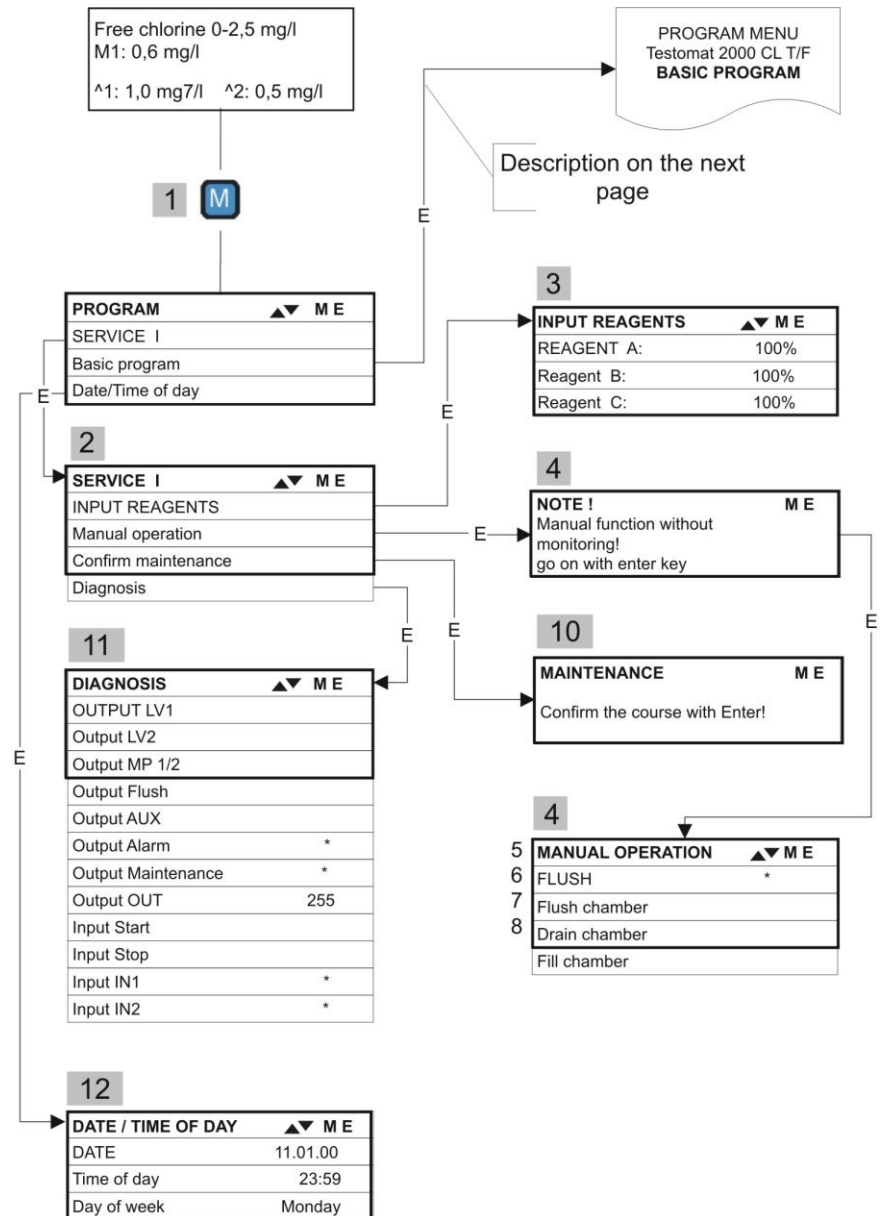 Free chlorine 0-2,5 mg/l
M1: 0,6 mg/l
^1: 1,0 mg7/l ^2: 0,5 mg/l
PROGRAM MENU
Testomat 2000 CL T/F
BASIC PROGRAM
Description on the next
page
1 M
E
PROGRAM ▲▼ M E
SERVICE I
Basic program
Date/Time of day
E
3
INPUT REAGENTS ▲▼ M E
REAGENT A: 100%
Reagent B: 100%
Reagent C: 100%
E
2
SERVICE I ▲▼ M E
INPUT REAGENTS
Manual operation
Confirm maintenance
Diagnosis
E
4
NOTE ! M E
Manual function without
monitoring!
go on with enter key
E
E
E
10
MAINTENANCE M E
Confirm the course with Enter!
11
DIAGNOSIS ▲▼ M E
OUTPUT LV1
Output LV2
Output MP 1/2
Output Flush
Output AUX
Output Alarm *
Output Maintenance *
Output OUT 255
Input Start
Input Stop
Input IN1 *
Input IN2 *
E
4
5 MANUAL OPERATION ▲▼ M E
6 FLUSH *
7 Flush chamber
8 Drain chamber
Fill chamber
12
DATE / TIME OF DAY ▲▼ M E
DATE 11.01.00
Time of day 23:59
Day of week Monday